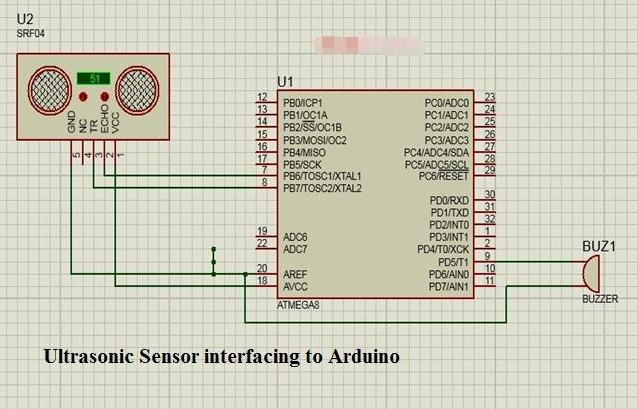 U2
SRF04
51
GND
NC
TR
ECHO
VCC
5
4
3
2
1
U1
12 PB0/ICP1 PC0/ADC0 23
13 PB1/OC1A PC1/ADC1 24
14 PB2/SS/OC1B PC2/ADC2 25
15 PB3/MOSI/OC2 PC3/ADC3 26
16 PB4/MISO PC4/ADC4/SDA 27
17 PB5/SCK PC5/ADC5/SCL 28
7 PB6/TOSC1/XTAL1 PC6/RESET 29
8 PB7/TOSC2/XTAL2
PD0/RXD 30
PD1/TXD 31
PD2/INT0 32
19 ADC6 PD3/INT1 1
22 ADC7 PD4/T0/XCK 2
PD5/T1 9
20 AREF PD6/AIN0 10
18 AVCC PD7/AIN1 11
ATMEGA8
BUZ1
BUZZER
Ultrasonic Sensor interfacing to Arduino